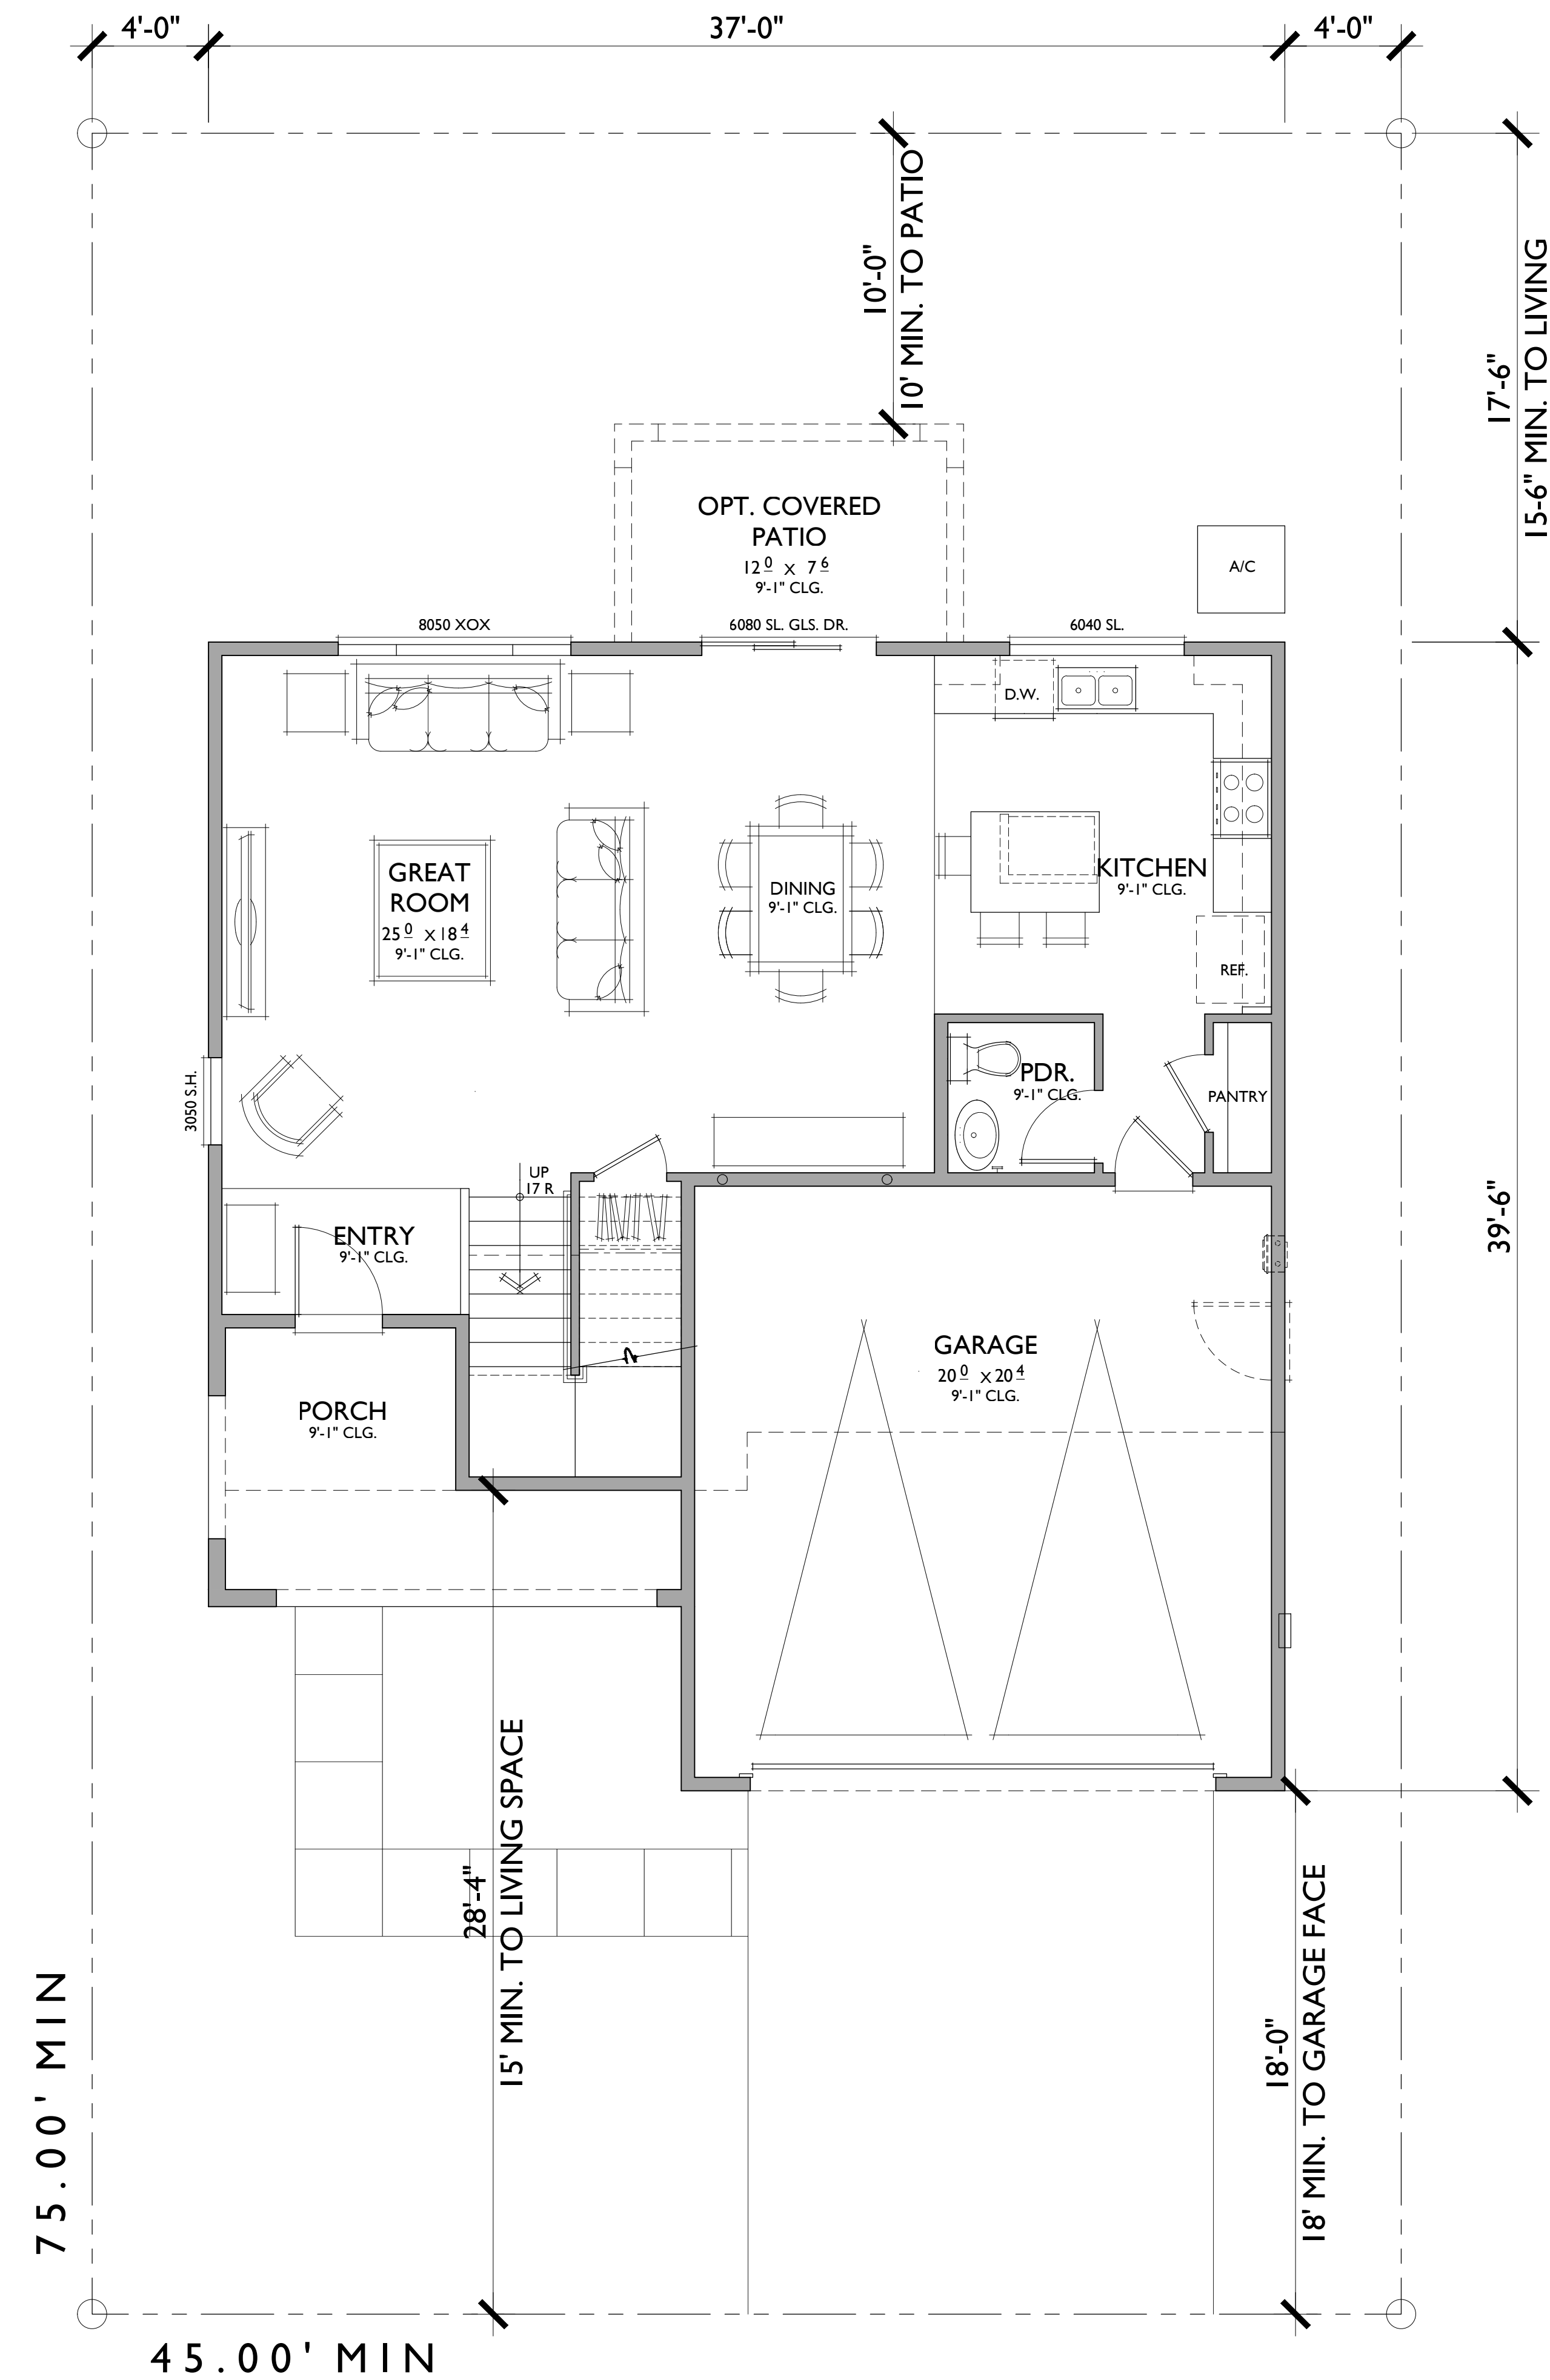 4'-0"
37'-0"
4'-0"
10'-0"
10' MIN. TO PATIO
17'-6"
15-6" MIN. TO LIVING
OPT. COVERED
PATIO
12 0 X 7 6
9'-1" CLG.
A/C
8050 XOX
6080 SL. GLS. DR.
6040 SL.
D.W.
GREAT
ROOM
25 0 X 18 4
9'-1" CLG.
DINING
9'-1" CLG.
KITCHEN
9'-1" CLG.
REF.
3050 S.H.
PDR.
9'-1" CLG.
PANTRY
UP
17 R
ENTRY
9'-1" CLG.
39'-6"
GARAGE
20 0 X 20 4
9'-1" CLG.
PORCH
9'-1" CLG.
28'-4"
15' MIN. TO LIVING SPACE
18'-0"
18' MIN. TO GARAGE FACE
75.00' MIN
45.00' MIN